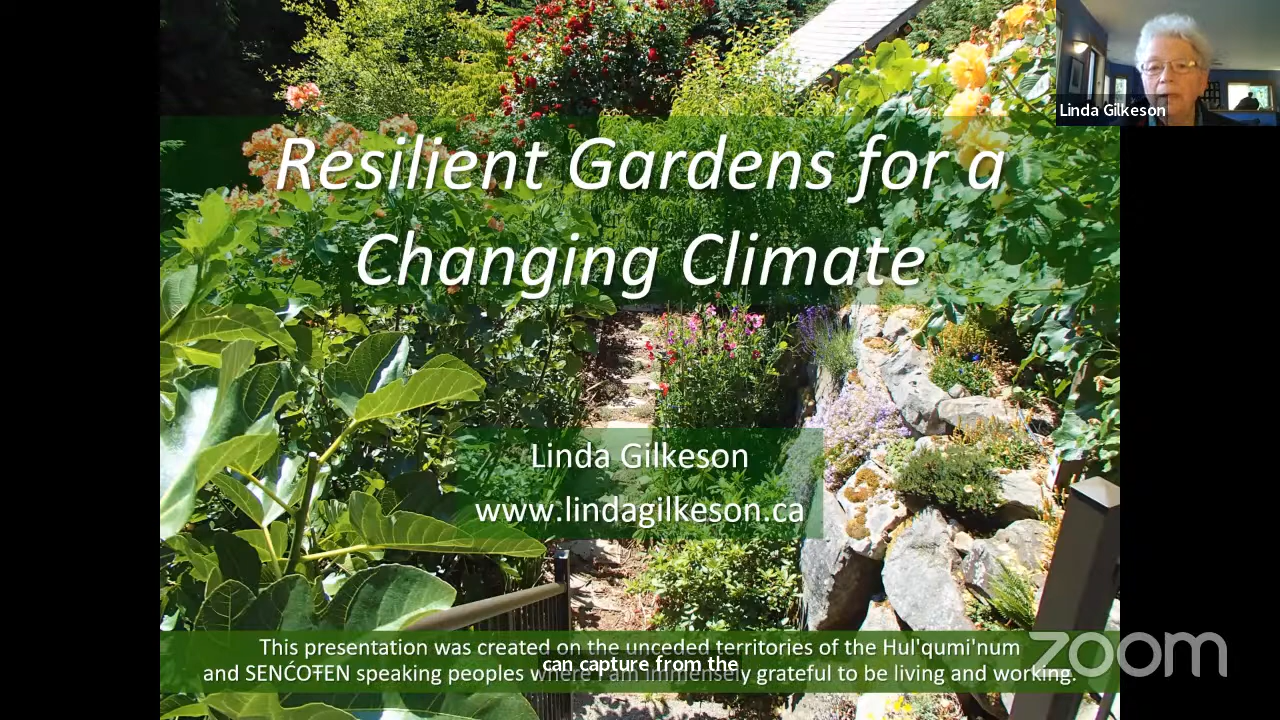 Linda Gilkeson
Resilient Gardens for a
Changing Climate
Linda Gilkeson
www.lindagilkeson.ca
This presentation was created on the unceded territories of the Hul'qumi'num
and SENĆOŦEN speaking peoples where I am immensely grateful to be living and working.
can capture from the
zoom